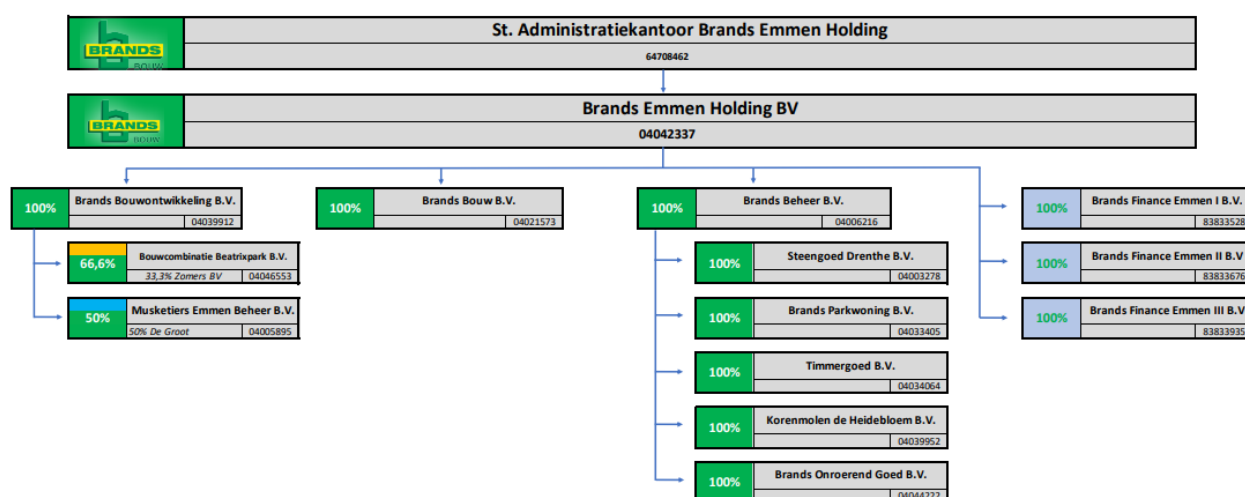 St. Administratiekantoor Brands Emmen Holding
BRANDS
BOUW
64708462
Brands Emmen Holding BV
BRANDS
BOUW
04042337
100%
Brands Bouwontwikkeling B.V.
04039912
100%
Brands Bouw B.V.
04021573
100%
Brands Beheer B.V.
04006216
100%
Brands Finance Emmen I B.V.
83833528
66,6%
Bouwcombinatie Beatrixpark B.V.
33,3% Zomers BV
04046553
100%
Steengoed Drenthe B.V.
04003278
100%
Brands Finance Emmen II B.V
83833676
50%
Musketiers Emmen Beheer B.V.
50% De Groot
04005895
100%
Brands Parkwoning B.V.
04033405
100%
Brands Finance Emmen III B.V
83833935
100%
Timmergoed B.V.
04034064
100%
Korenmolen de Heidebloem B.V.
04039952
100%
Brands Onroerend Goed B.V.
04044222